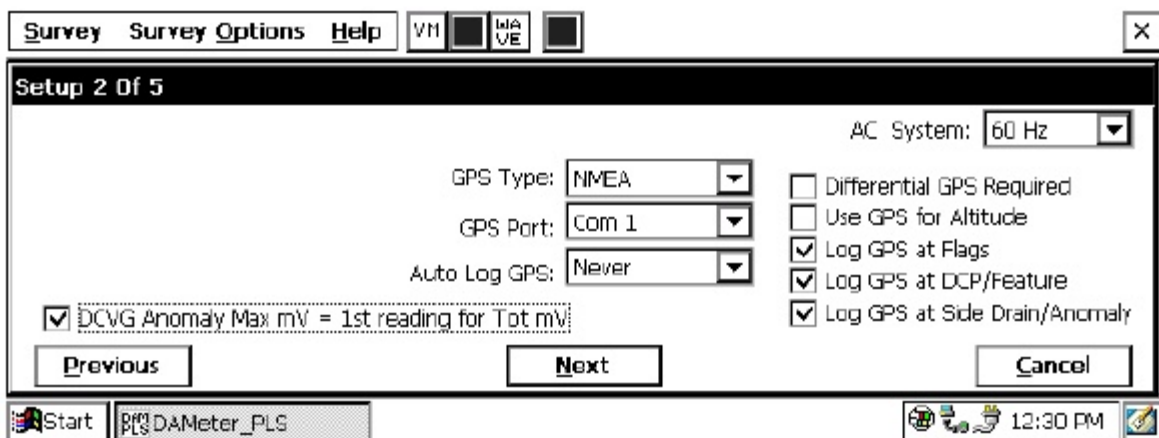 Survey Survey Options Help VM WAVE
Setup 2 Of 5
AC System: 60 Hz
GPS Type: NMEA
Differential GPS Required
GPS Port: Com 1
Use GPS for Altitude
Log GPS at Flags
Auto Log GPS: Never
Log GPS at DCP/Feature
DCVG Anomaly Max mV = 1st reading for Tot mV
Log GPS at Side Drain/Anomaly
Previous Next Cancel
Start DAMeter_PLS 12:30 PM